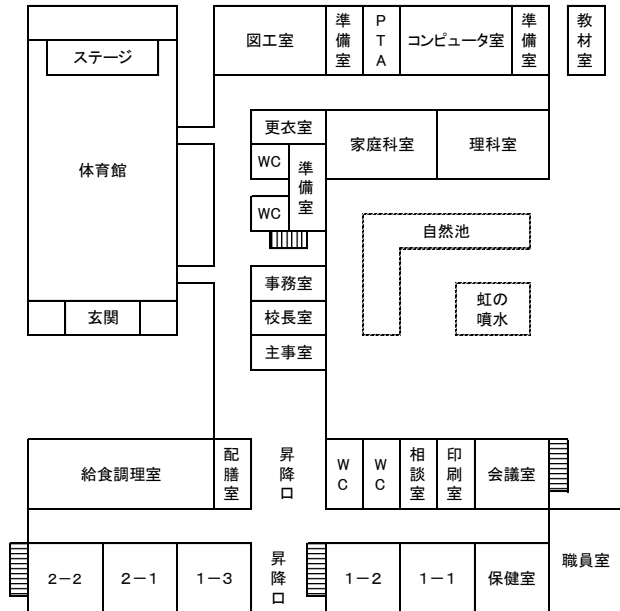 図工室
準備室
PTA
コンピュータ室
準備室
教材室
ステージ
体育館
更衣室
家庭科室
理科室
WC
準備室
WC
自然池
事務室
虹の
噴水
校長室
玄関
主事室
給食調理室
配膳室
昇降口
WC
WC
相談室
印刷室
会議室
2-2
2-1
1-3
昇降口
1-2
1-1
保健室
職員室